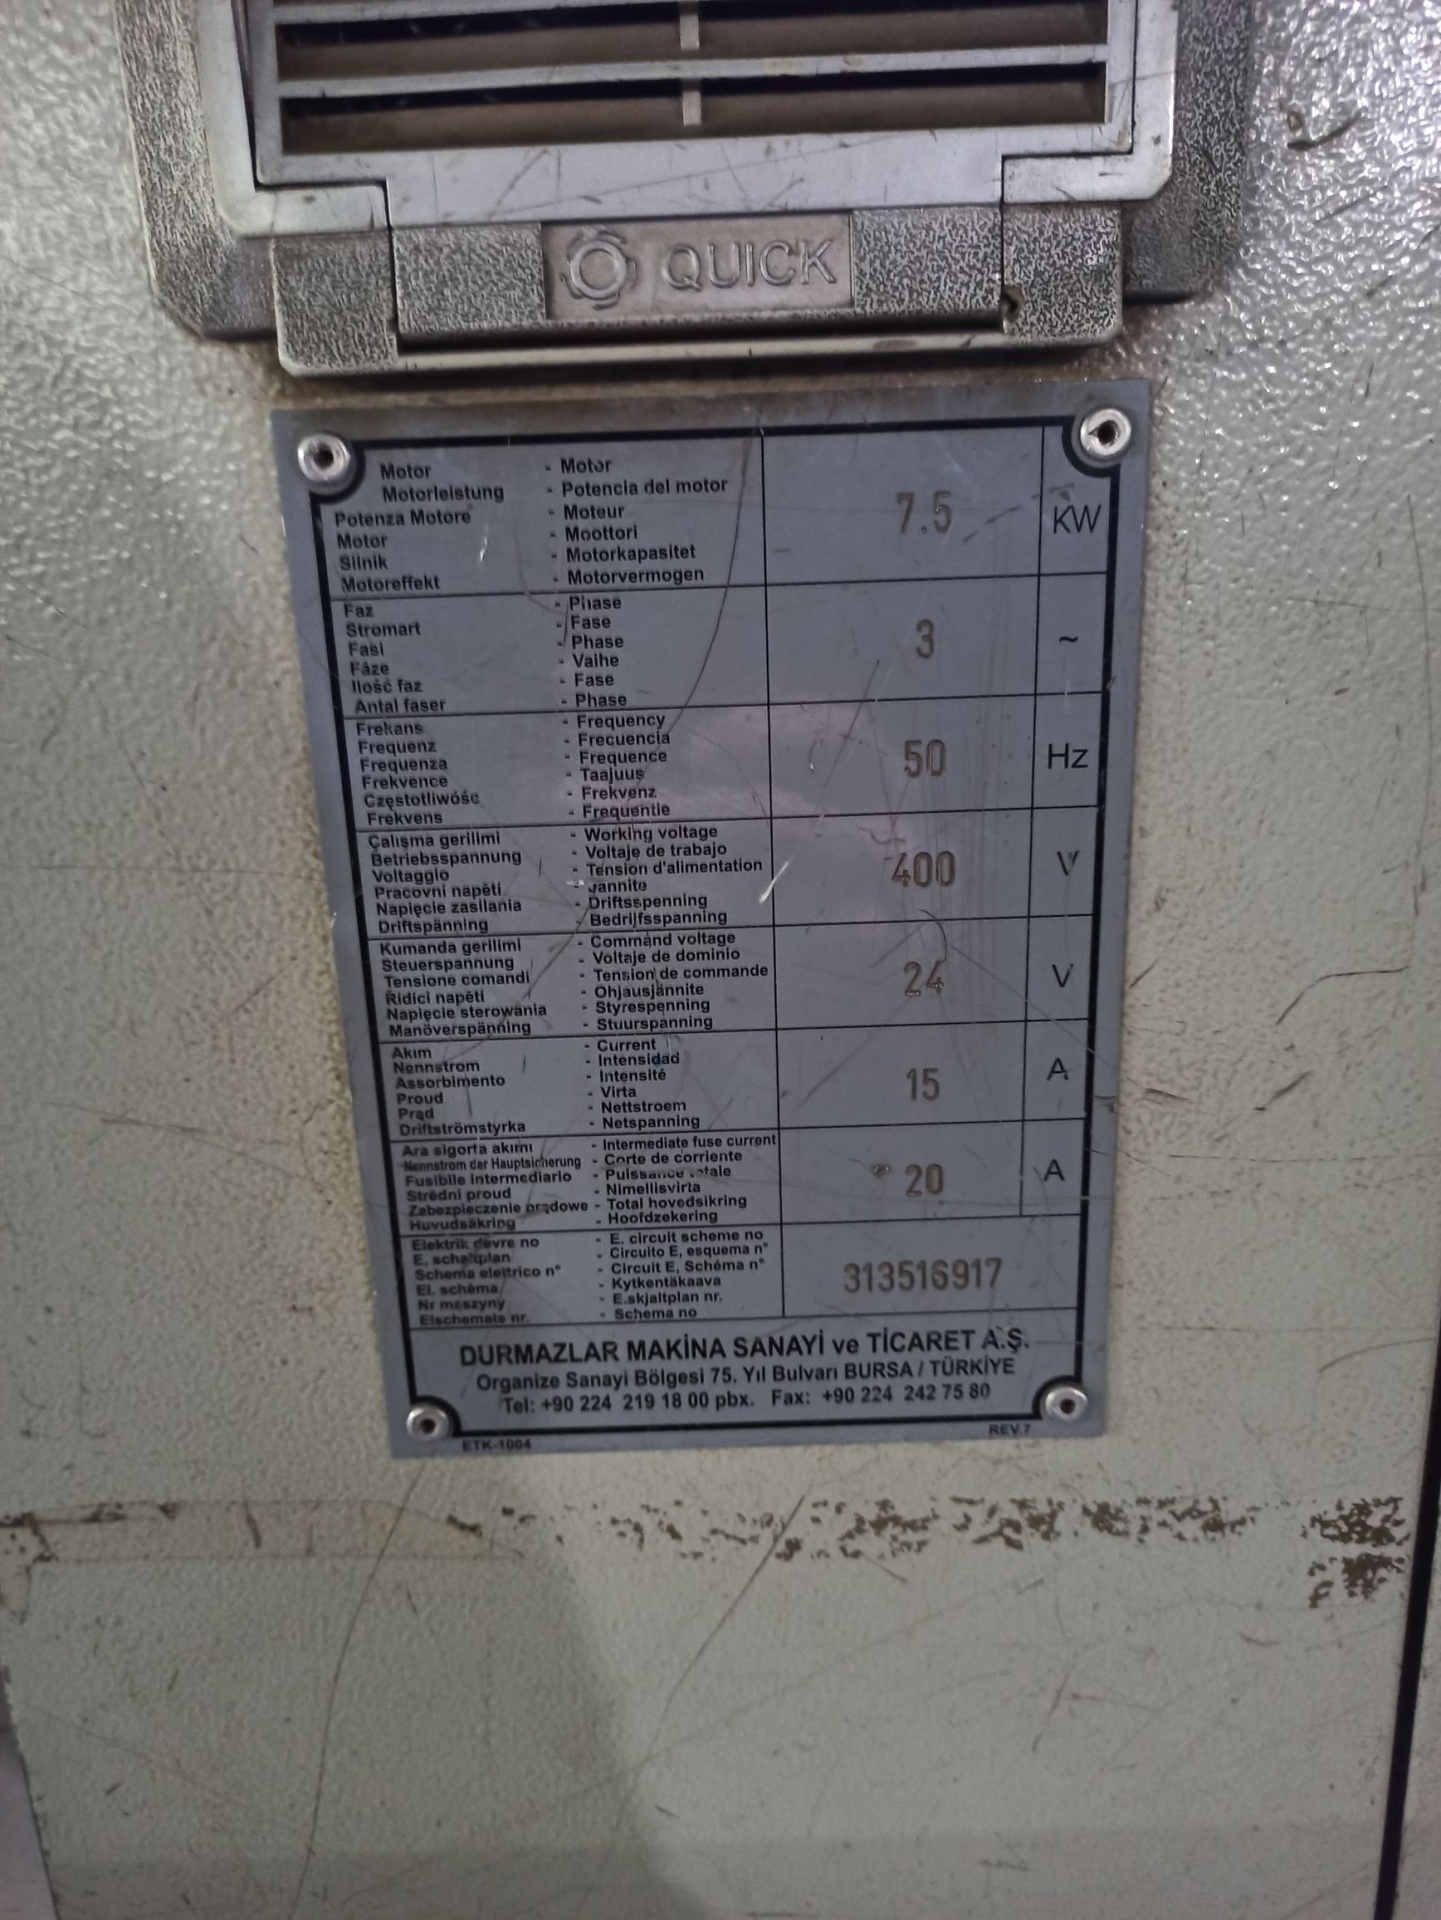 QUICK
Motor - Motor
Motorleistung - Potencia del motor
Potenza Motore - Moteur
Motor - Moottori
Silnik - Motorkapasitet
Motoreffekt - Motorvermogen
7.5 KW
Faz - Phase
Stromart - Fase
Fasi - Phase
Fáze - Vaihe
Ilość faz - Fase
Antal faser - Phase
3 ~
Frekans - Frequency
Frequenz - Frecuencia
Frequenza - Frequence
Frekvence - Taajuus
Częstotliwość - Frekvenz
Frekvens - Frequentie
50 Hz
Çalışma gerilimi - Working voltage
Betriebsspannung - Voltaje de trabajo
Voltaggio - Tension d'alimentation
Pracovní napětí - Jännite
Napięcie zasilania - Driftsspenning
Driftspänning - Bedrijfsspanning
400 V
Kumanda gerilimi - Command voltage
Steuerspannung - Voltaje de dominio
Tensione comandi - Tension de commande
Ridicí napětí - Ohjausjännite
Napięcie sterowania - Styrespenning
Manöverspänning - Stuurspanning
24 V
Akım - Current
Nennstrom - Intensidad
Assorbimento - Intensité
Proud - Virta
Prąd - Nettstroem
Driftströmstyrka - Netspanning
15 A
Ara sigorta akımı - Intermediate fuse current
Nennstrom der Hauptsicherung - Corte de corriente
Fusibile intermediario - Puissance totale
Strědní proud - Nimellisvirta
Zabezpieczenie prądowe - Total hovedsikring
Huvudsäkring - Hoofdzekering
20 A
Elektrik devre no - E. circuit scheme no
E. schaltplan - Circuito E, esquema n°
Schema elettrico n° - Circuit E, Schéma n°
El. schèma - Kytkentäkaava
Nr maszyny - E.skjaltplan nr.
Elschemats nr. - Schema no
313516917
DURMAZLAR MAKİNA SANAYİ ve TİCARET A.Ş.
Organize Sanayi Bölgesi 75. Yıl Bulvarı BURSA / TÜRKİYE
Tel: +90 224 219 18 00 pbx. Fax: +90 224 242 75 80
ETK-1004 REV.7